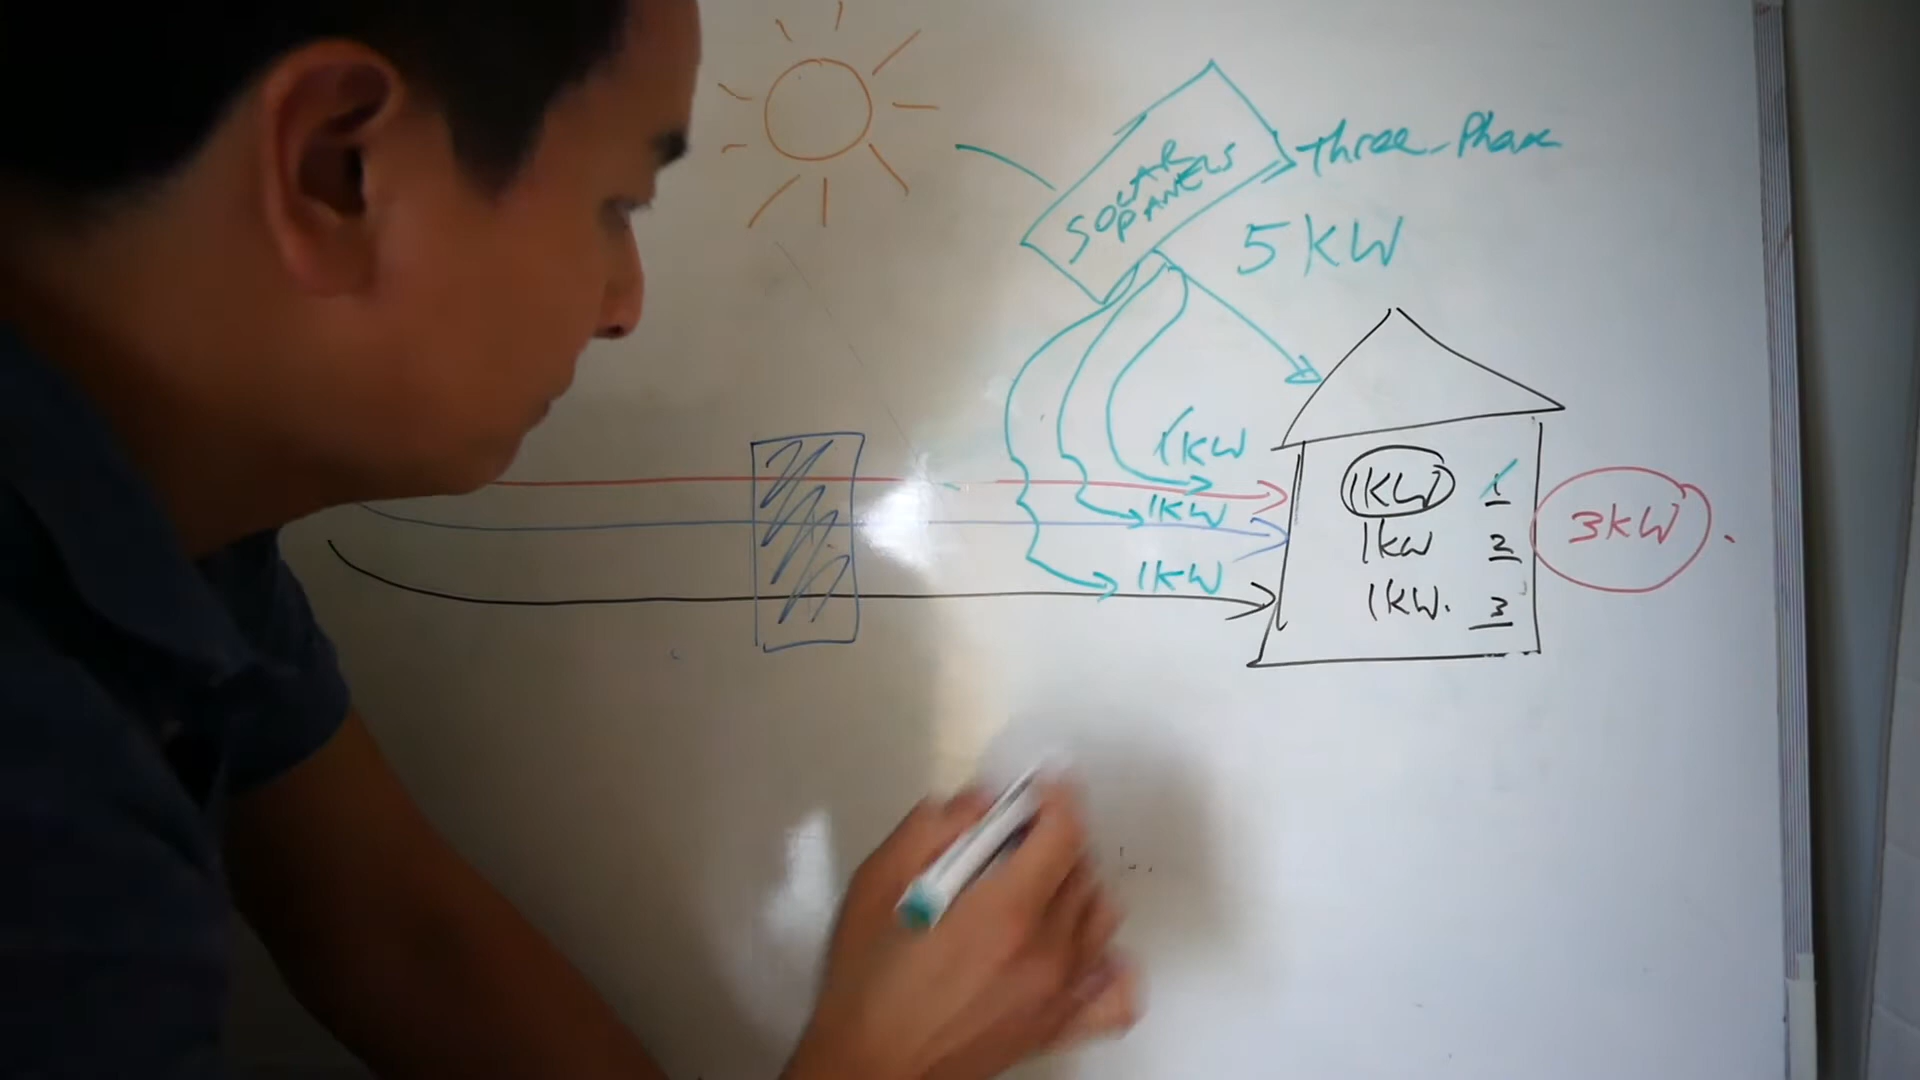 SOLAR
PANELS
Three-Phase
5KW
1KW
1KW
1KW
1KW 1
1KW 2
1KW. 3
3KW.